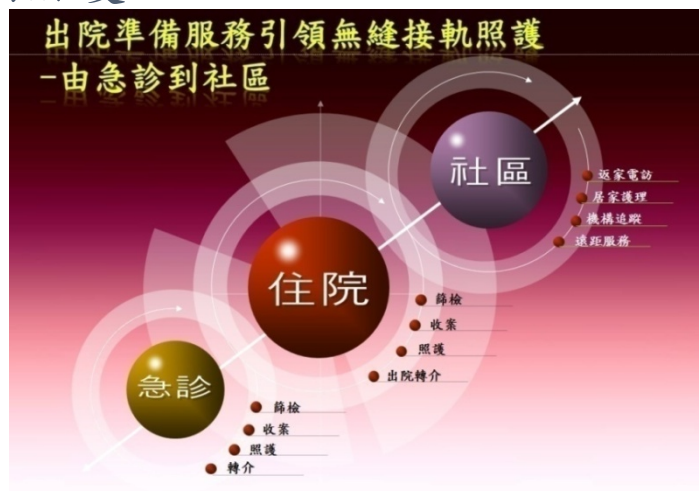 出院準備服務引領無縫接軌照護
-由急診到社區
社區
返家電訪
居家護理
機構追蹤
遠距服務
住院
篩檢
收案
照護
出院轉介
急診
篩檢
收案
照護
轉介